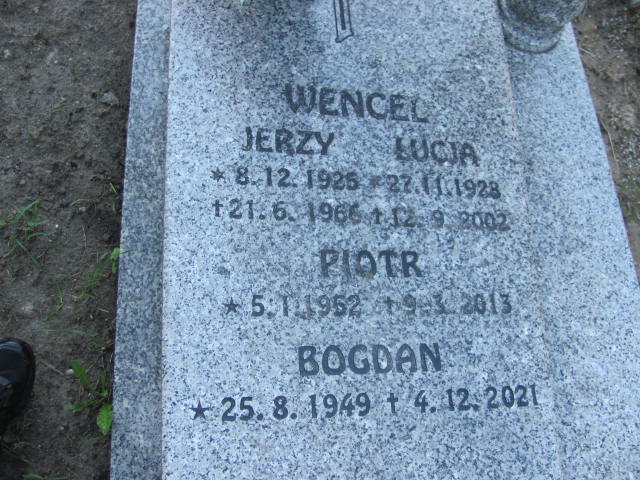 WENCEL
JERZY ŁUCJA
* 8.12.1925 * 27.11.1928
†21.6.1966 † 12.9.2002
PIOTR
* 5.1.1952 † 9.3.2013
BOGDAN
* 25.8.1949 † 4.12.2021